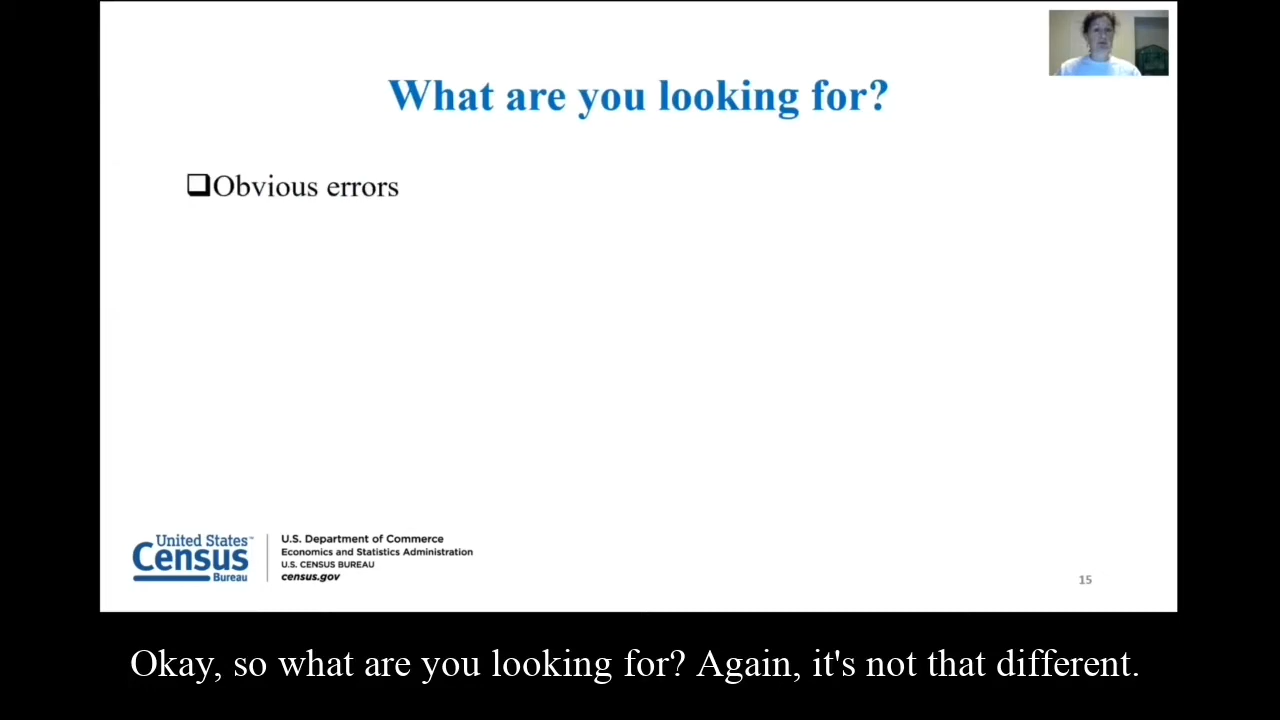 What are you looking for?
❑Obvious errors
United States™
Census
Bureau
U.S. Department of Commerce
Economics and Statistics Administration
U.S. CENSUS BUREAU
census.gov
15
Okay, so what are you looking for? Again, it's not that different.